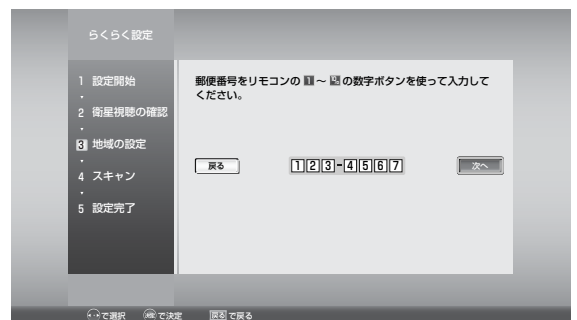 らくらく設定
1 設定開始
・
2 衛星視聴の確認
・
3 地域の設定
・
4 スキャン
・
5 設定完了
郵便番号をリモコンの 1 ~ の数字ボタンを使って入力して
ください。
戻る
123-4567
次へ
で選択 で決定 戻る で戻る